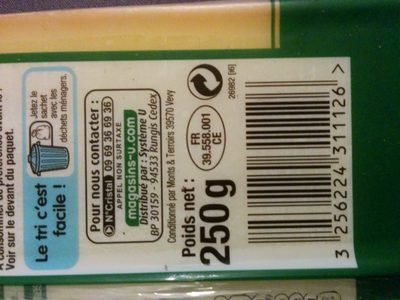 Voir sur le devant du paquet.
Le tri c'est
facile !
Jetez le
sachet
avec les
déchets ménagers.
Pour nous contacter :
N°Cristal 09 69 36 69 36
APPEL NON SURTAXE
magasins-u.com
Distribué par : Système U
BP 30159 - 94533 Rungis Cedex
Conditionné par Monts & Terroirs 39570 Vevy
Poids net :
250 g
FR
39.558.001
CE
26982 [i6]
3 256224 311126 >